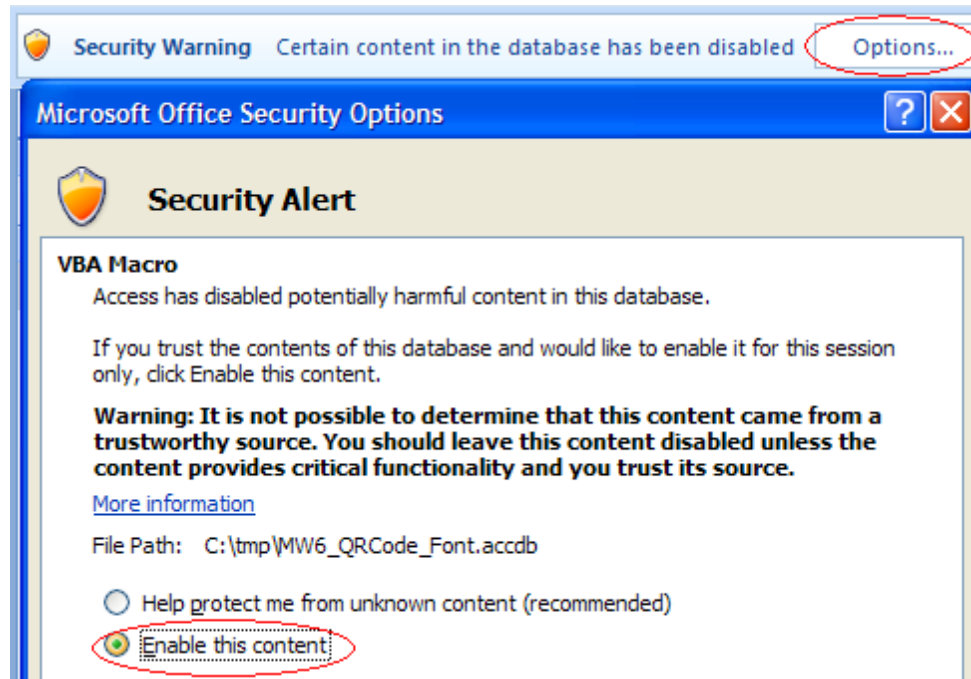 Security Warning Certain content in the database has been disabled Options...
Microsoft Office Security Options ?
Security Alert
VBA Macro
Access has disabled potentially harmful content in this database.
If you trust the contents of this database and would like to enable it for this session
only, click Enable this content.
Warning: It is not possible to determine that this content came from a
trustworthy source. You should leave this content disabled unless the
content provides critical functionality and you trust its source.
More information
File Path: C:\tmp\MW6_QRCode_Font.accdb
Help protect me from unknown content (recommended)
Enable this content